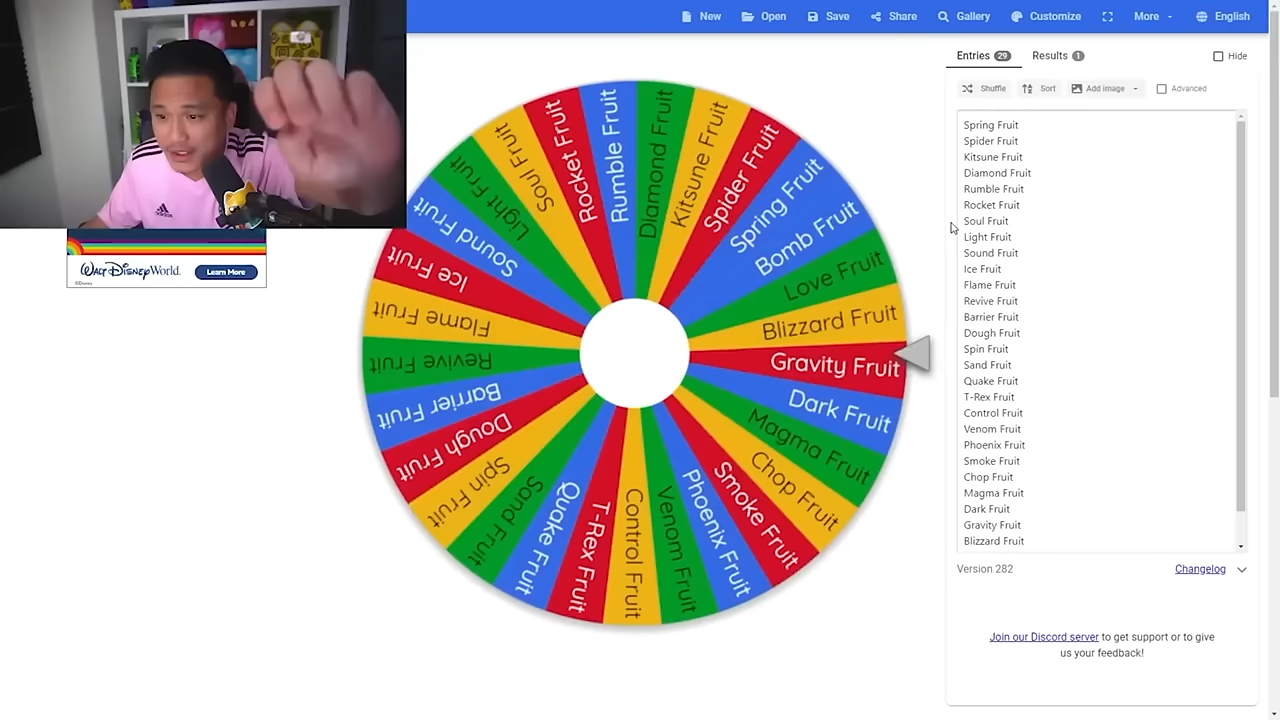 New
Open
Save
Share
Gallery
Customize
More
English
Entries 29
Results 1
Hide
Shuffle
Sort
Add image
Advanced
Spring Fruit
Spider Fruit
Kitsune Fruit
Diamond Fruit
Rumble Fruit
Rocket Fruit
Soul Fruit
Light Fruit
Sound Fruit
Ice Fruit
Flame Fruit
Revive Fruit
Barrier Fruit
Dough Fruit
Spin Fruit
Sand Fruit
Quake Fruit
T-Rex Fruit
Control Fruit
Venom Fruit
Phoenix Fruit
Smoke Fruit
Chop Fruit
Magma Fruit
Dark Fruit
Gravity Fruit
Blizzard Fruit
Version 282
Changelog
Join our Discord server to get support or to give
us your feedback!
adidas
Walt Disney World.
Learn More
©Disney
Rumble Fruit
Diamond Fruit
Kitsune Fruit
Spider Fruit
Spring Fruit
Bomb Fruit
Love Fruit
Blizzard Fruit
Gravity Fruit
Dark Fruit
Magma Fruit
Chop Fruit
Smoke Fruit
Phoenix Fruit
Venom Fruit
Control Fruit
T-Rex Fruit
Quake Fruit
Sand Fruit
Spin Fruit
Dough Fruit
Barrier Fruit
Revive Fruit
Flame Fruit
Ice Fruit
Sound Fruit
Light Fruit
Soul Fruit
Rocket Fruit